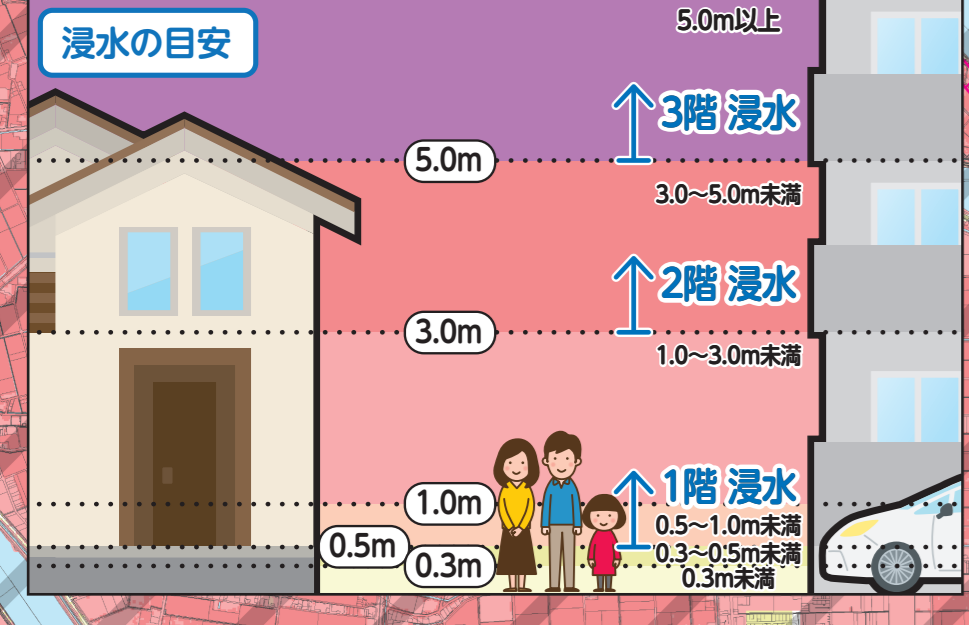 浸水の目安
5.0m以上
3階 浸水
5.0m
3.0〜5.0m未満
2階 浸水
3.0m
1.0〜3.0m未満
1階 浸水
1.0m
0.5〜1.0m未満
0.5m
0.3〜0.5m未満
0.3m
0.3m未満